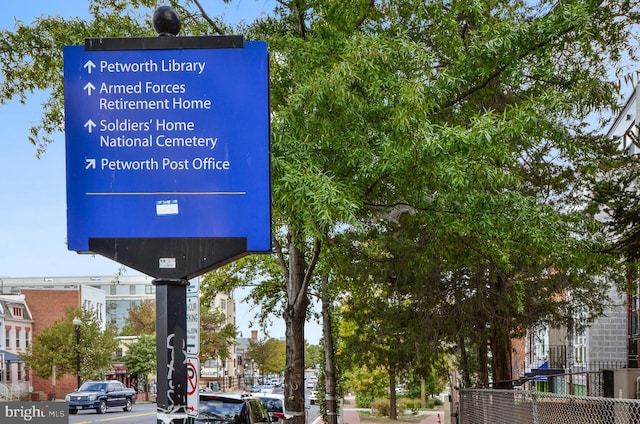 ↑ Petworth Library
↑ Armed Forces
Retirement Home
↑ Soldiers' Home
National Cemetery
↗ Petworth Post Office
bright MLS